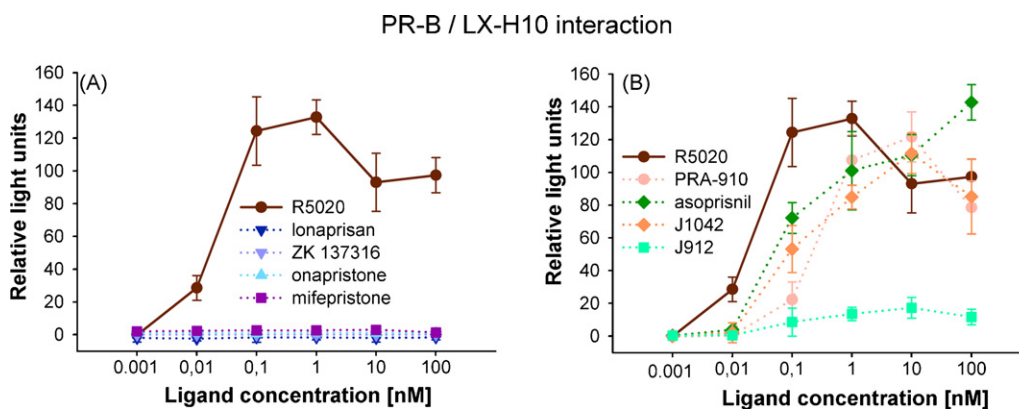 PR-B / LX-H10 interaction
(A)
Relative light units
160
140
120
100
80
60
40
20
0
R5020
lonaprisan
ZK 137316
onapristone
mifepristone
0.001
0,01
0,1
1
10
100
Ligand concentration [nM]
(B)
Relative light units
160
140
120
100
80
60
40
20
0
R5020
PRA-910
asoprisnil
J1042
J912
0.001
0,01
0,1
1
10
100
Ligand concentration [nM]